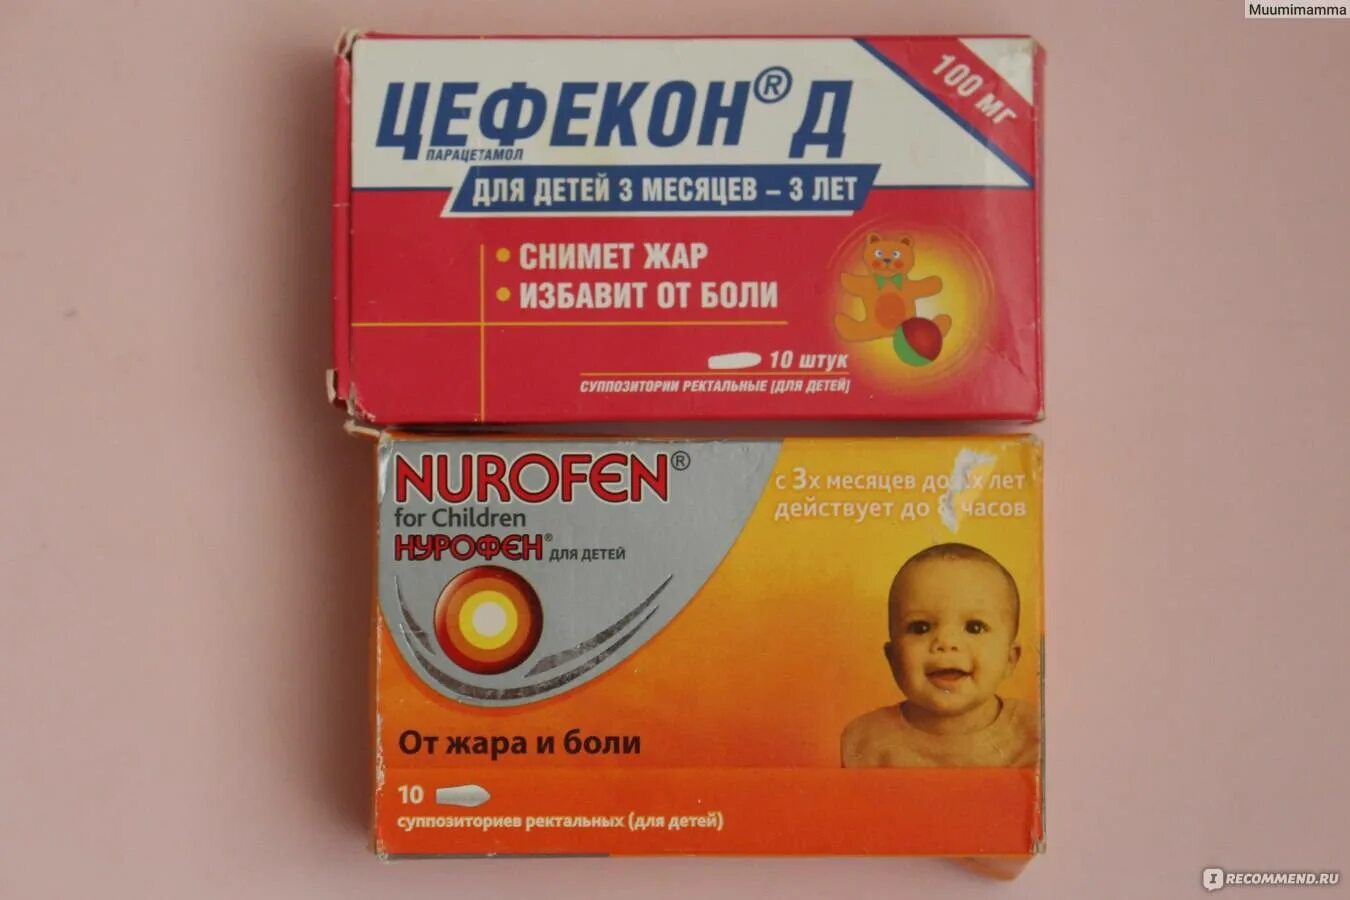 Muumimamma
ЦЕФЕКОН® Д
ПАРАЦЕТАМОЛ
100 МГ
ДЛЯ ДЕТЕЙ 3 МЕСЯЦЕВ – 3 ЛЕТ
• СНИМЕТ ЖАР
• ИЗБАВИТ ОТ БОЛИ
10 ШТУК
СУППОЗИТОРИИ РЕКТАЛЬНЫЕ [ДЛЯ ДЕТЕЙ]
NUROFEN®
for Children
НУРОФЕН® ДЛЯ ДЕТЕЙ
с 3х месяцев до лет
действует до часов
От жара и боли
10
суппозиториев ректальных (для детей)
IRECOMMEND.RU